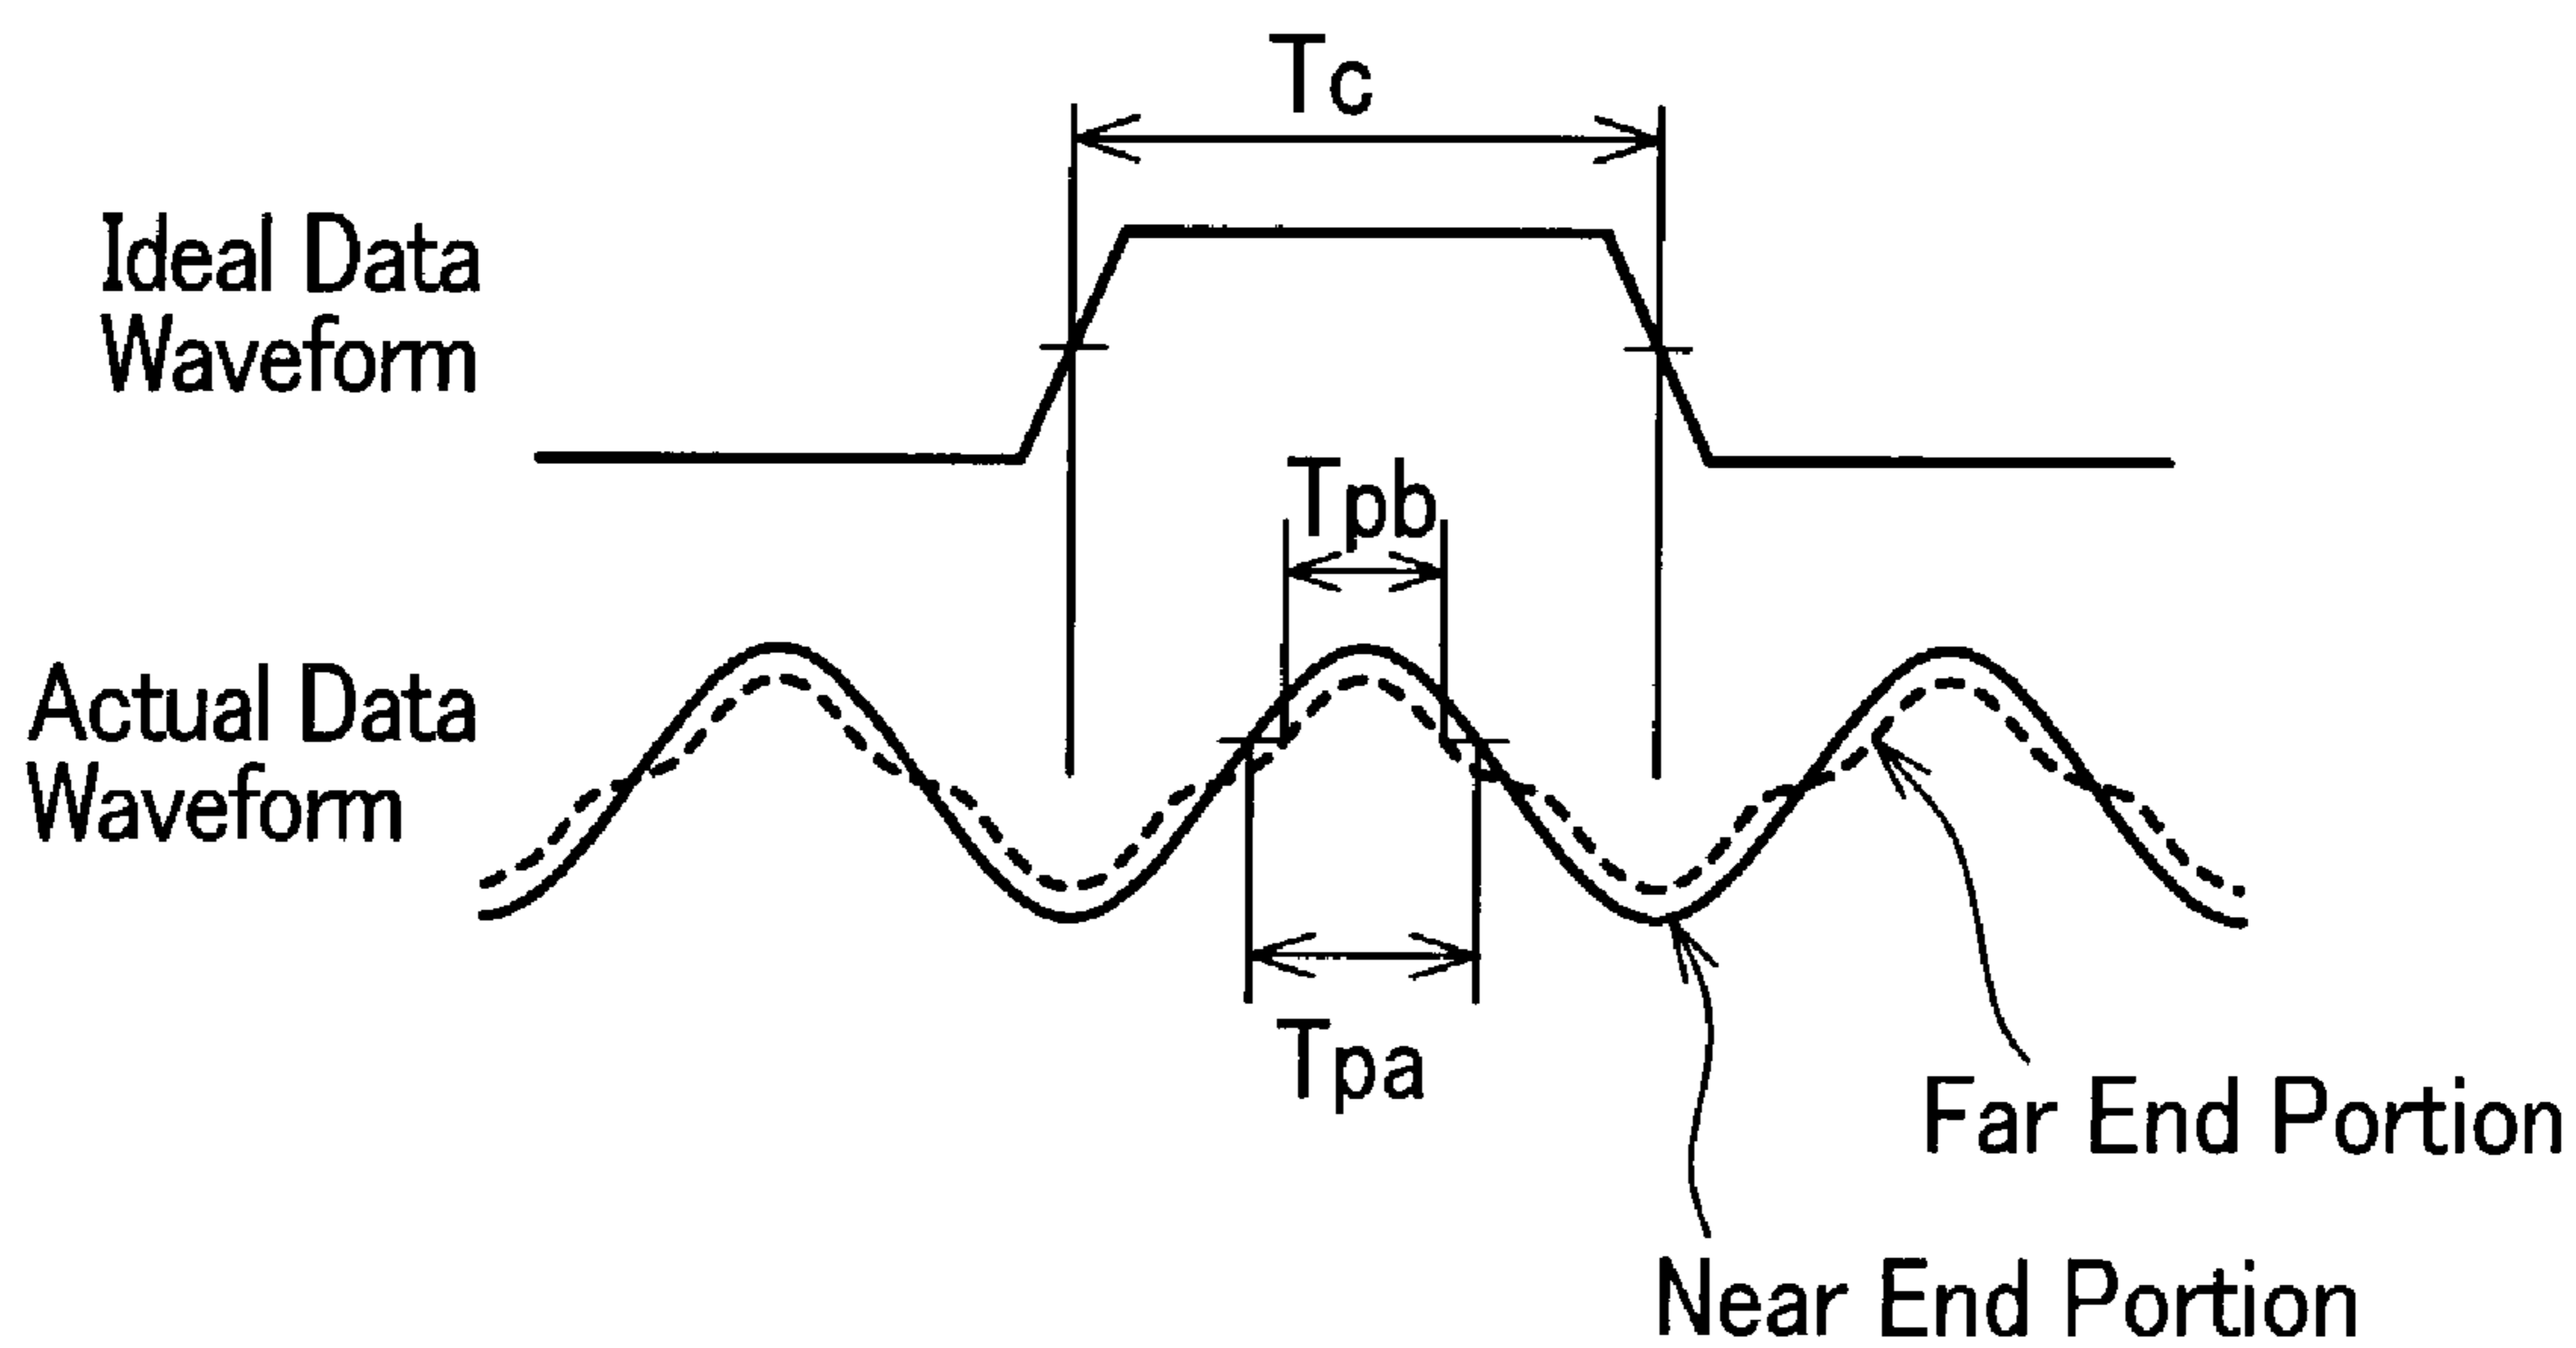 Tc
Ideal Data
Waveform
Tpb
Actual Data
Waveform
Tpa
Far End Portion
Near End Portion